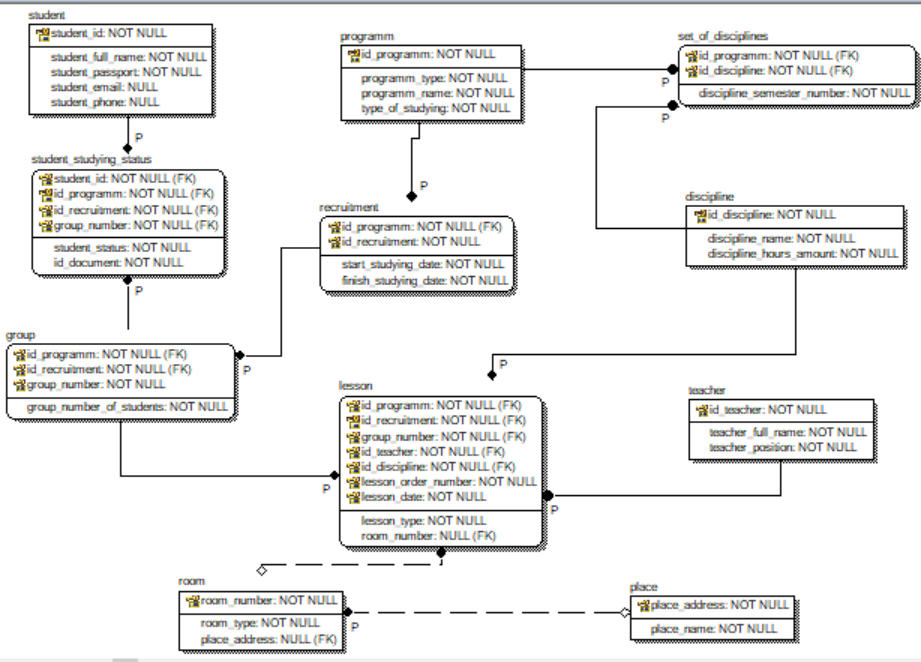 student
student_id: NOT NULL
student_full_name: NOT NULL
student_passport: NOT NULL
student_email: NULL
student_phone: NULL
P
student_studying_status
student_id: NOT NULL (FK)
id_programm: NOT NULL (FK)
id_recruitment: NOT NULL (FK)
group_number: NOT NULL (FK)
student_status: NOT NULL
id_document: NOT NULL
P
group
id_programm: NOT NULL (FK)
id_recruitment: NOT NULL (FK)
group_number: NOT NULL
group_number_of_students: NOT NULL
P
programm
id_programm: NOT NULL
programm_type: NOT NULL
programm_name: NOT NULL
type_of_studying: NOT NULL
P
recruitment
id_programm: NOT NULL (FK)
id_recruitment: NOT NULL
start_studying_date: NOT NULL
finish_studying_date: NOT NULL
set_of_disciplines
id_programm: NOT NULL (FK)
id_discipline: NOT NULL (FK)
discipline_semester_number: NOT NULL
P
P
discipline
id_discipline: NOT NULL
discipline_name: NOT NULL
discipline_hours_amount: NOT NULL
P
lesson
id_programm: NOT NULL (FK)
id_recruitment: NOT NULL (FK)
group_number: NOT NULL (FK)
id_teacher: NOT NULL (FK)
id_discipline: NOT NULL (FK)
lesson_order_number: NOT NULL
lesson_date: NOT NULL
lesson_type: NOT NULL
room_number: NULL (FK)
P
P
teacher
id_teacher: NOT NULL
teacher_full_name: NOT NULL
teacher_position: NOT NULL
room
room_number: NOT NULL
room_type: NOT NULL
place_address: NULL (FK)
P
place
place_address: NOT NULL
place_name: NOT NULL